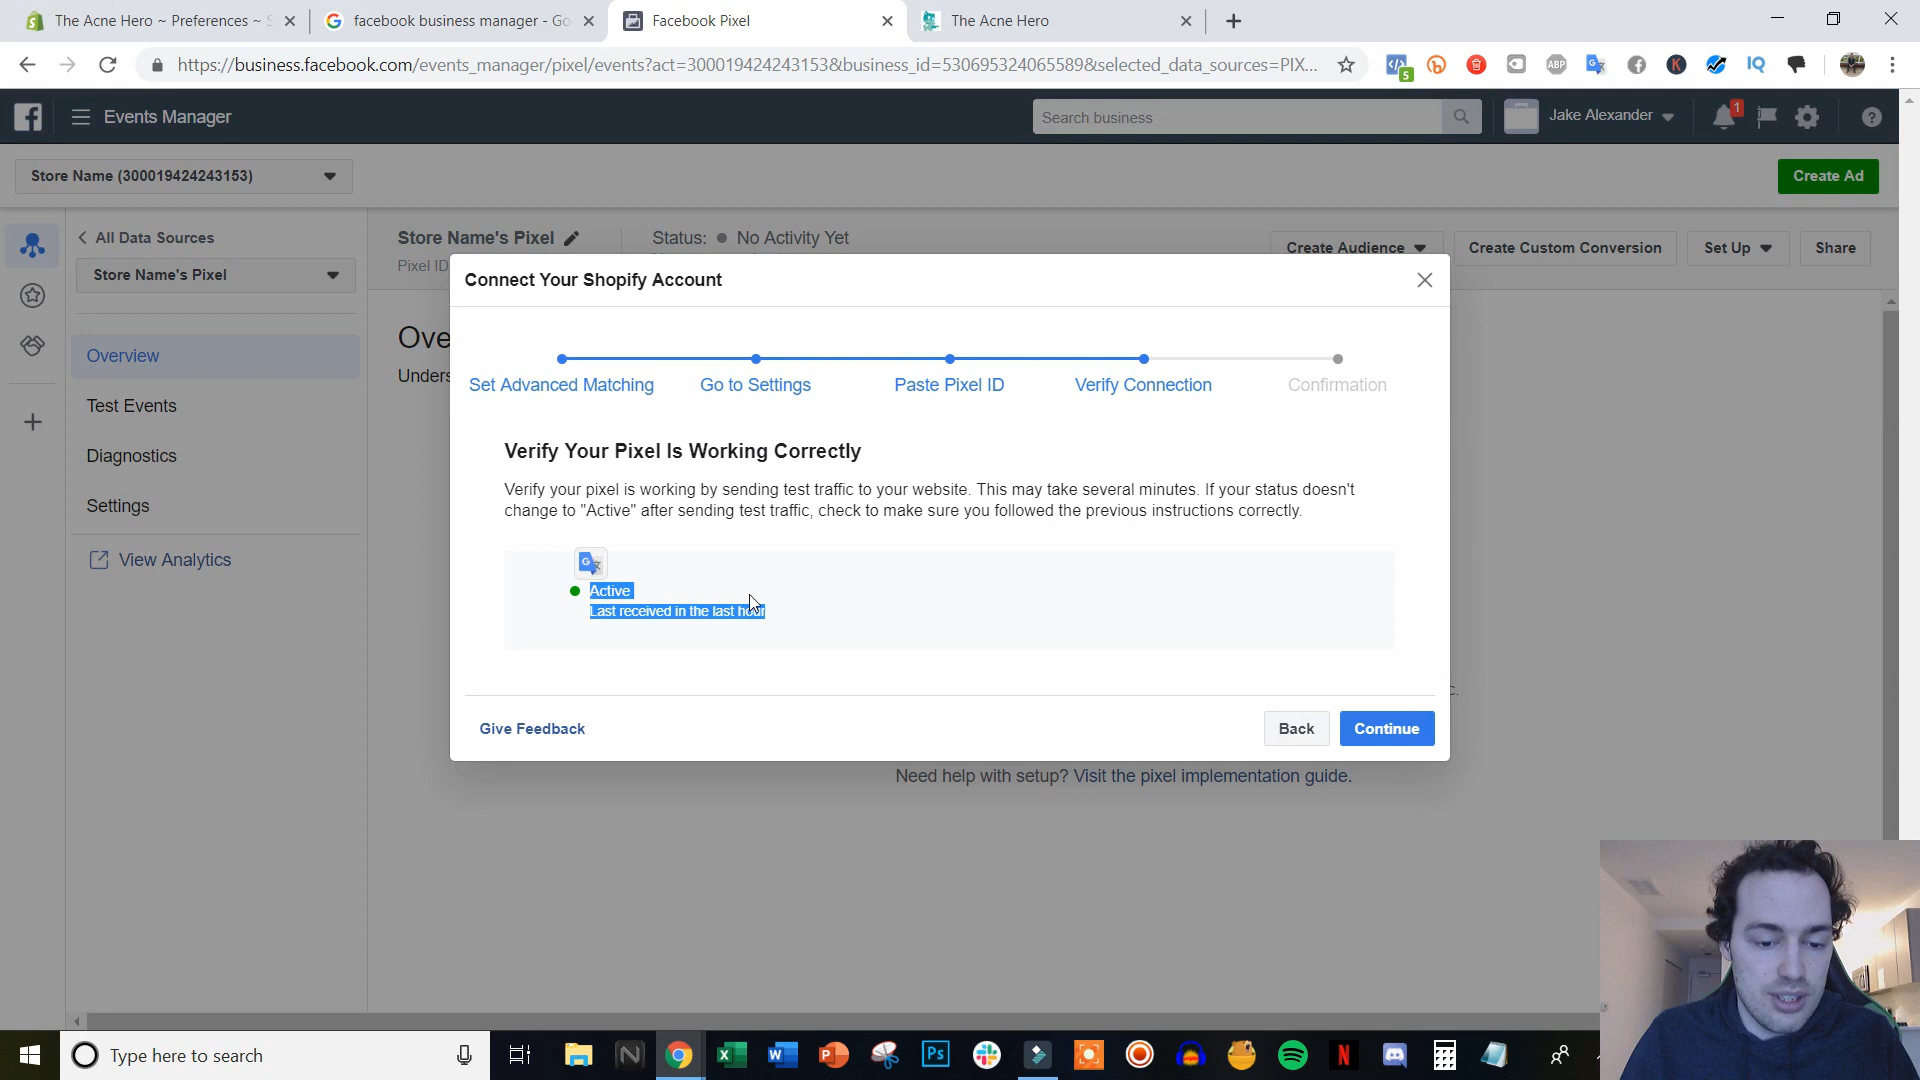 The Acne Hero ~ Preferences ~ S
facebook business manager - Go
Facebook Pixel
The Acne Hero
https://business.facebook.com/events_manager/pixel/events?act=300019424243153&business_id=530695324065589&selected_data_sources=PIX...
5
ABP
K
IQ
Events Manager
Search business
Jake Alexander
1
Store Name (300019424243153)
Create Ad
All Data Sources
Store Name's Pixel
Status: No Activity Yet
Create Audience
Create Custom Conversion
Set Up
Share
Pixel ID
Store Name's Pixel
Connect Your Shopify Account
Overview
Ove
Unders
Set Advanced Matching
Go to Settings
Paste Pixel ID
Verify Connection
Confirmation
Test Events
Diagnostics
Settings
View Analytics
Verify Your Pixel Is Working Correctly
Verify your pixel is working by sending test traffic to your website. This may take several minutes. If your status doesn't
change to "Active" after sending test traffic, check to make sure you followed the previous instructions correctly.
Active
Last received in the last hour
Give Feedback
Back
Continue
Need help with setup? Visit the pixel implementation guide.
Type here to search